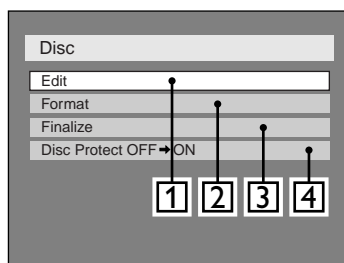 Disc
Edit
Format
Finalize
Disc Protect OFF➔ON
1 2 3 4